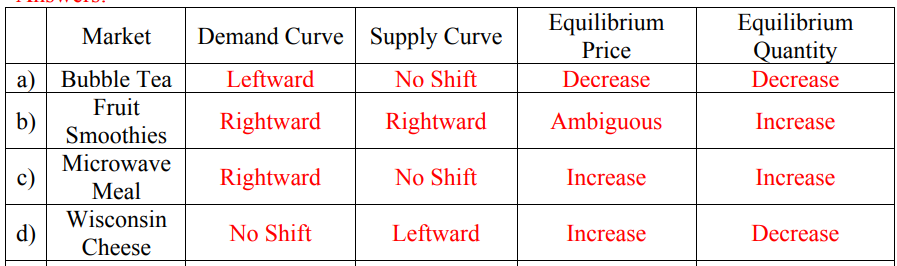 Answers:
Market Demand Curve Supply Curve Equilibrium Price Equilibrium Quantity
a) Bubble Tea Leftward No Shift Decrease Decrease
b) Fruit Smoothies Rightward Rightward Ambiguous Increase
c) Microwave Meal Rightward No Shift Increase Increase
d) Wisconsin Cheese No Shift Leftward Increase Decrease